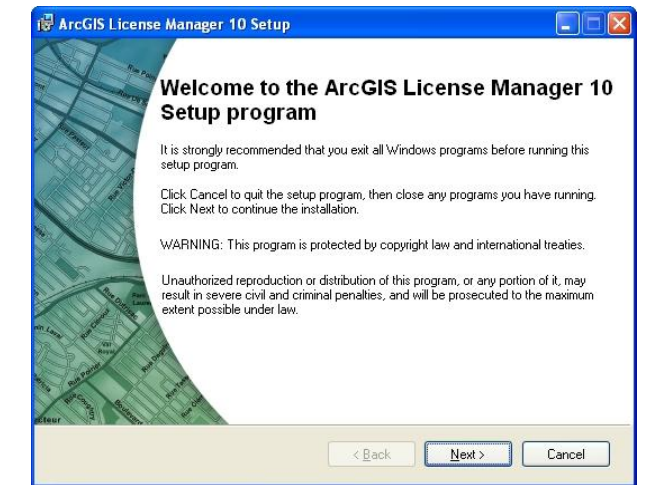 ArcGIS License Manager 10 Setup
Welcome to the ArcGIS License Manager 10
Setup program
It is strongly recommended that you exit all Windows programs before running this
setup program.
Click Cancel to quit the setup program, then close any programs you have running.
Click Next to continue the installation.
WARNING: This program is protected by copyright law and international treaties.
Unauthorized reproduction or distribution of this program, or any portion of it, may
result in severe civil and criminal penalties, and will be prosecuted to the maximum
extent possible under law.
Ville
Royal
< Back
Next >
Cancel